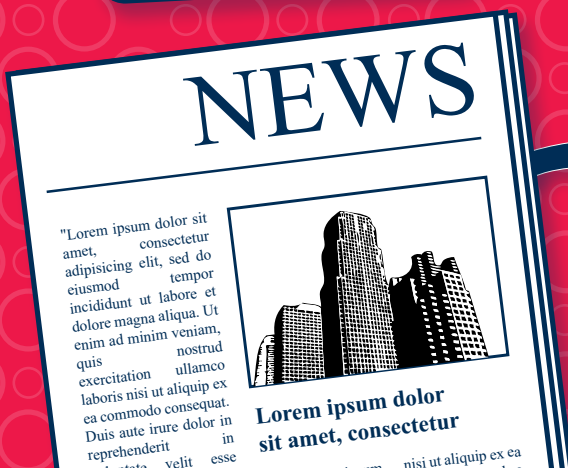 NEWS
"Lorem ipsum dolor sit
amet, consectetur
adipisicing elit, sed do
eiusmod tempor
incididunt ut labore et
dolore magna aliqua. Ut
enim ad minim veniam,
quis nostrud
exercitation ullamco
laboris nisi ut aliquip ex
ea commodo consequat.
Duis aute irure dolor in
reprehenderit in
velit esse
Lorem ipsum dolor
sit amet, consectetur
nisi ut aliquip ex ea